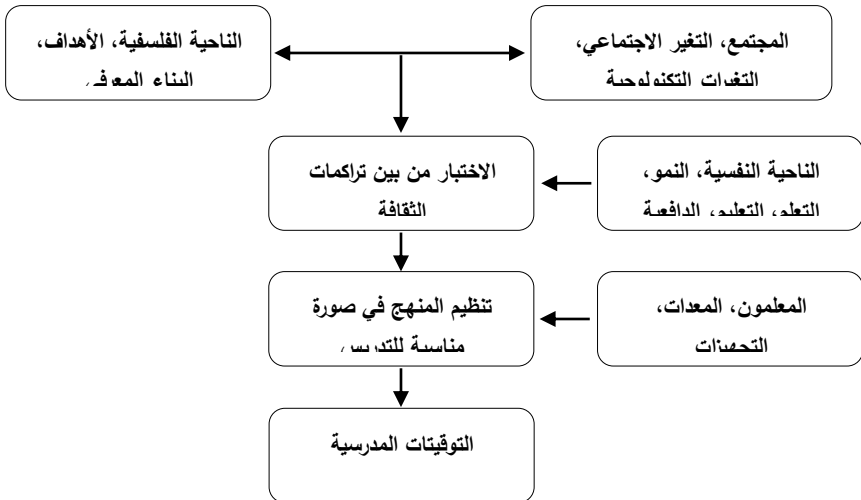 المجتمع، التغير الاجتماعي،
التغيرات التكنولوجية
الناحية الفلسفية، الأهداف،
البناء المعرفي
الاختبار من بين تراكمات
الثقافة
الناحية النفسية، النمو،
التعلم، التعليم، الدافعية
تنظيم المنهج في صورة
مناسبة للتدريس
المعلمون، المعدات،
التجهيزات
التوقيتات المدرسية